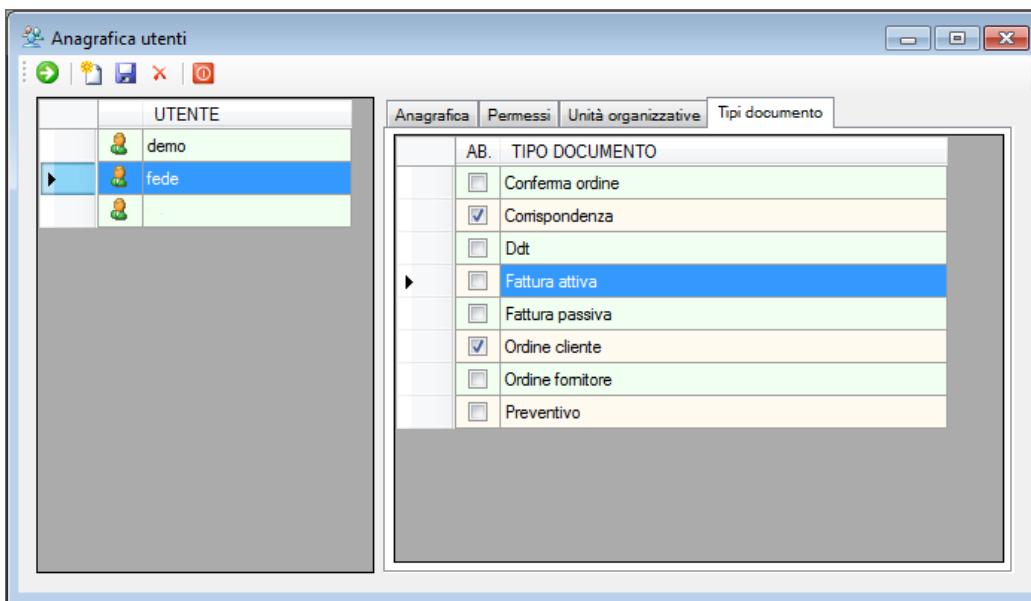 Anagrafica utenti
UTENTE
demo
fede
Anagrafica Permessi Unità organizzative Tipi documento
AB. TIPO DOCUMENTO
Conferma ordine
Corrispondenza
Ddt
Fattura attiva
Fattura passiva
Ordine cliente
Ordine fornitore
Preventivo